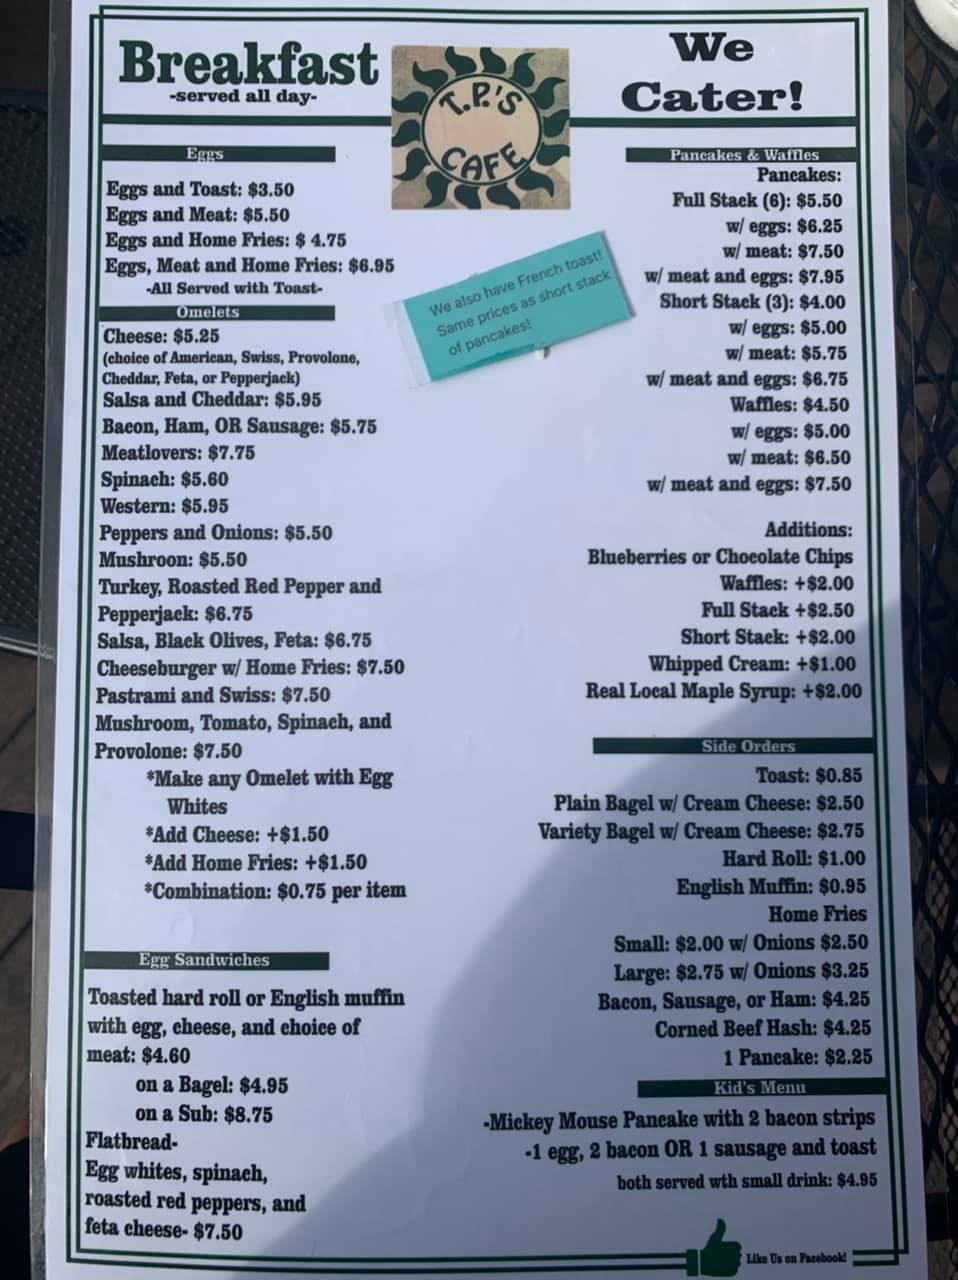 Breakfast
-served all day-
T.P.'S
CAFE
We
Cater!
Eggs
Eggs and Toast: $3.50
Eggs and Meat: $5.50
Eggs and Home Fries: $ 4.75
Eggs, Meat and Home Fries: $6.95
-All Served with Toast-
Omelets
Cheese: $5.25
(choice of American, Swiss, Provolone,
Cheddar, Feta, or Pepperjack)
Salsa and Cheddar: $5.95
Bacon, Ham, OR Sausage: $5.75
Meatlovers: $7.75
Spinach: $5.60
Western: $5.95
Peppers and Onions: $5.50
Mushroon: $5.50
Turkey, Roasted Red Pepper and
Pepperjack: $6.75
Salsa, Black Olives, Feta: $6.75
Cheeseburger w/ Home Fries: $7.50
Pastrami and Swiss: $7.50
Mushroom, Tomato, Spinach, and
Provolone: $7.50
*Make any Omelet with Egg
Whites
*Add Cheese: +$1.50
*Add Home Fries: +$1.50
*Combination: $0.75 per item
Egg Sandwiches
Toasted hard roll or English muffin
with egg, cheese, and choice of
meat: $4.60
on a Bagel: $4.95
on a Sub: $8.75
Flatbread-
Egg whites, spinach,
roasted red peppers, and
feta cheese- $7.50
We also have French toast!
Same prices as short stack
of pancakes!
Pancakes & Waffles
Pancakes:
Full Stack (6): $5.50
w/ eggs: $6.25
w/ meat: $7.50
w/ meat and eggs: $7.95
Short Stack (3): $4.00
w/ eggs: $5.00
w/ meat: $5.75
w/ meat and eggs: $6.75
Waffles: $4.50
w/ eggs: $5.00
w/ meat: $6.50
w/ meat and eggs: $7.50
Additions:
Blueberries or Chocolate Chips
Waffles: +$2.00
Full Stack +$2.50
Short Stack: +$2.00
Whipped Cream: +$1.00
Real Local Maple Syrup: +$2.00
Side Orders
Toast: $0.85
Plain Bagel w/ Cream Cheese: $2.50
Variety Bagel w/ Cream Cheese: $2.75
Hard Roll: $1.00
English Muffin: $0.95
Home Fries
Small: $2.00 w/ Onions $2.50
Large: $2.75 w/ Onions $3.25
Bacon, Sausage, or Ham: $4.25
Corned Beef Hash: $4.25
1 Pancake: $2.25
Kid's Menu
-Mickey Mouse Pancake with 2 bacon strips
-1 egg, 2 bacon OR 1 sausage and toast
both served wth small drink: $4.95
Like Us on Facebook!